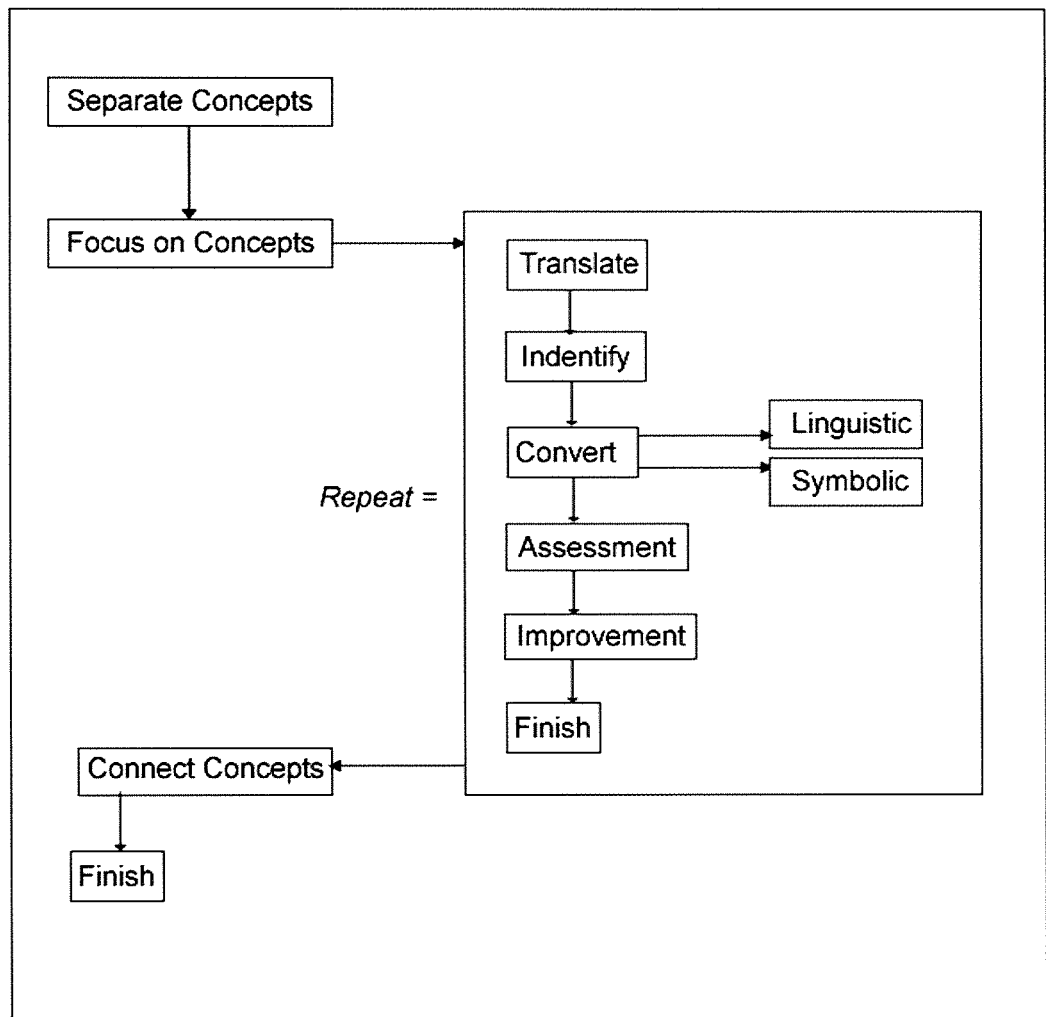 Separate Concepts
Focus on Concepts
Translate
Indentify
Convert
Linguistic
Symbolic
Repeat =
Assessment
Improvement
Finish
Connect Concepts
Finish